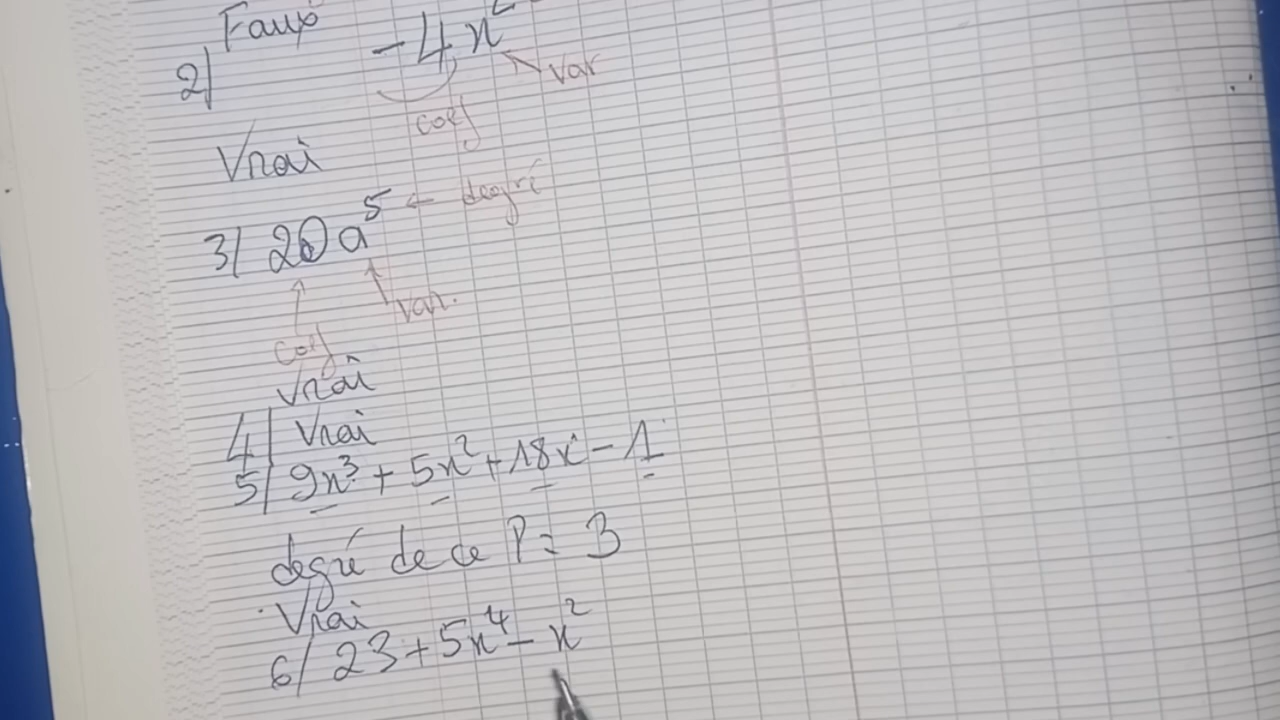 Faux
2) -4x²
var
coef
Vrai
3) 20a⁵ ← degré
var.
coef
Vrai
4) Vrai
5) 9x³ + 5x² + 18x - 1
degré de ce P = 3
Vrai
6) 23 + 5x⁴ - x²